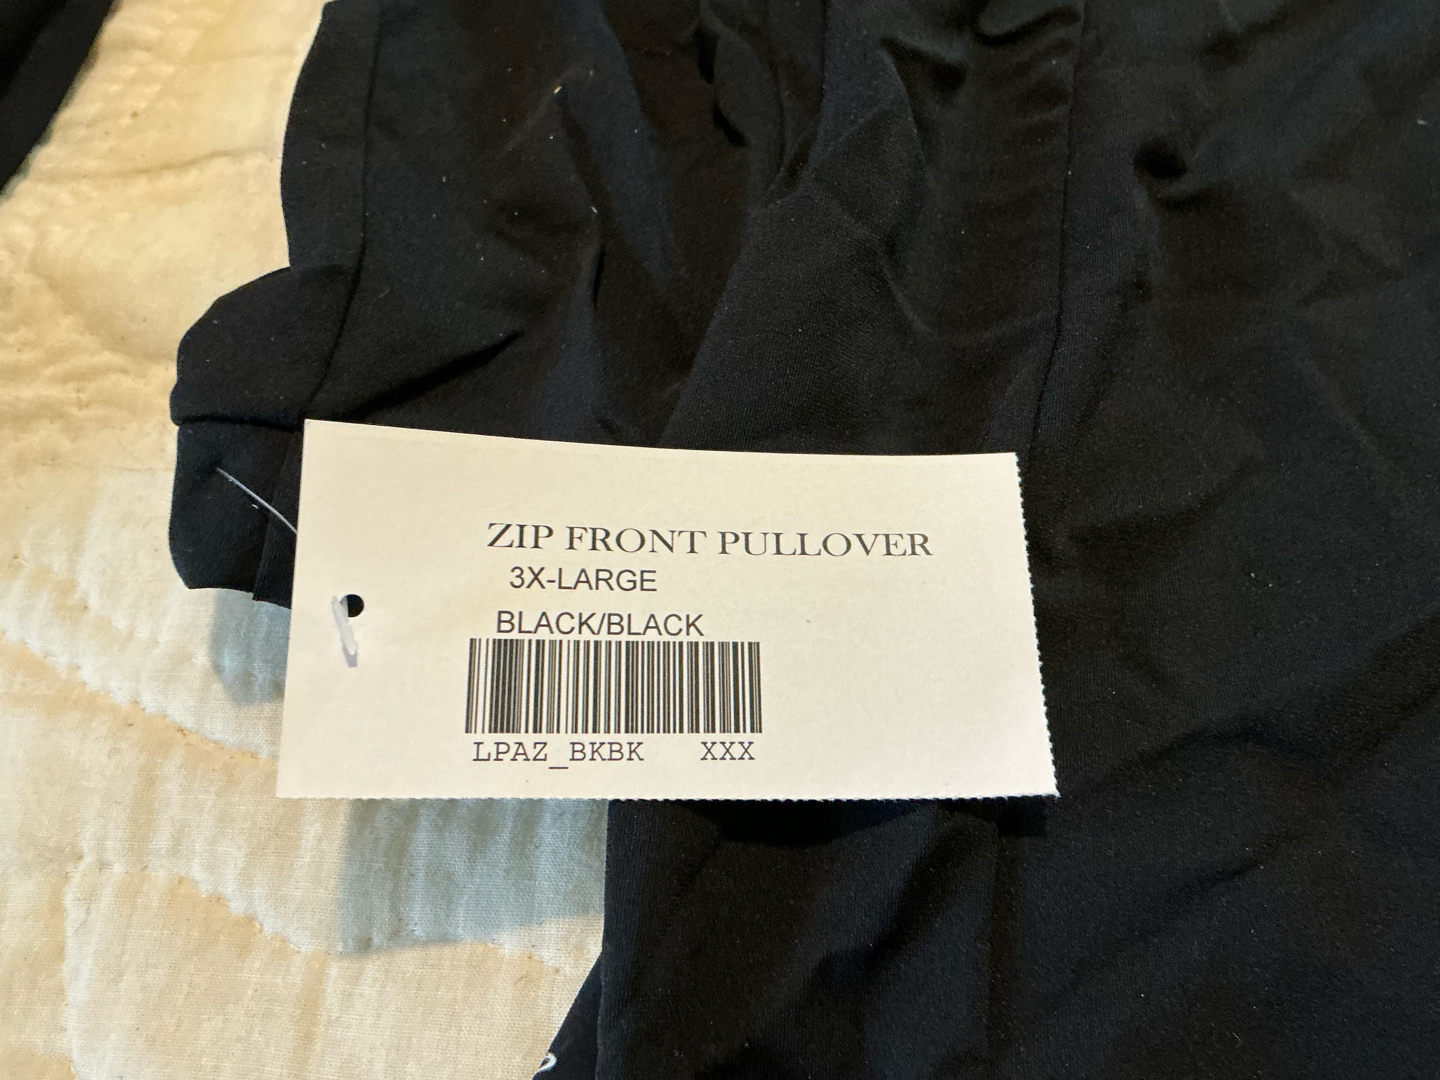 ZIP FRONT PULLOVER
3X-LARGE
BLACK/BLACK
LPAZ_BKBK XXX